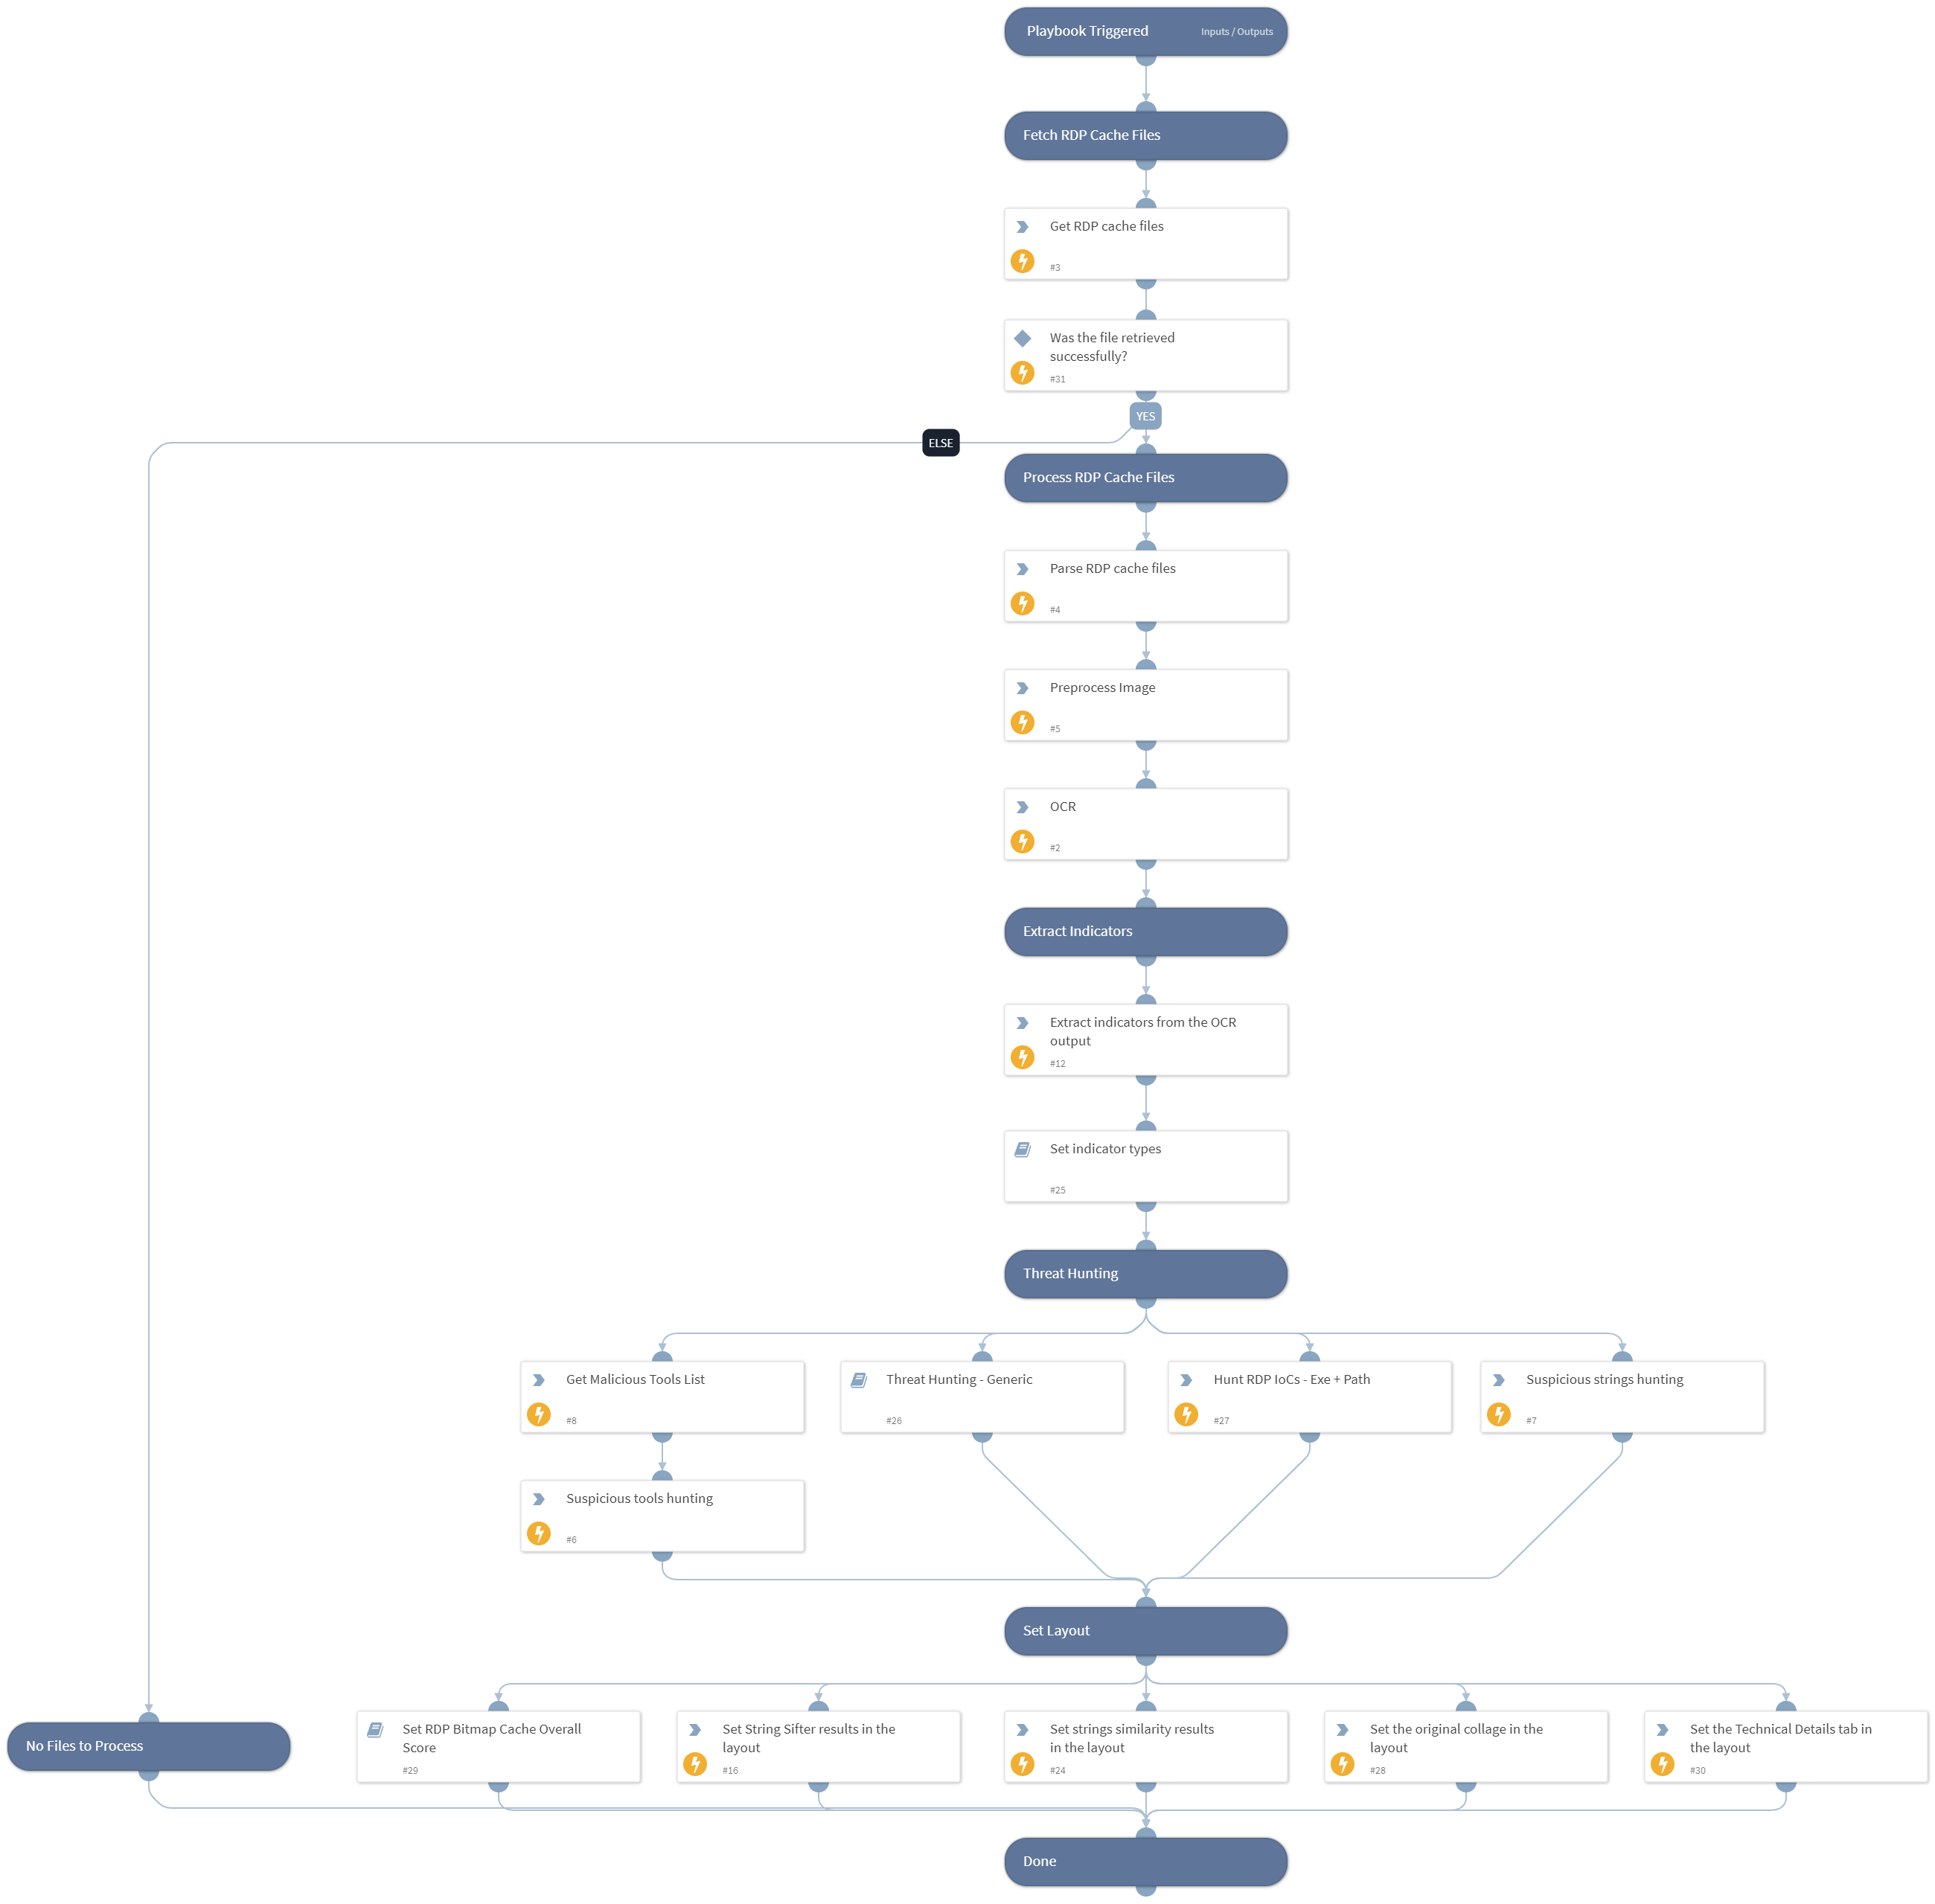 Playbook Triggered
Inputs / Outputs
Fetch RDP Cache Files
Get RDP cache files
#3
Was the file retrieved
successfully?
#31
YES
ELSE
Process RDP Cache Files
Parse RDP cache files
#4
Preprocess Image
#5
OCR
#2
Extract Indicators
Extract indicators from the OCR
output
#12
Set indicator types
#25
Threat Hunting
Get Malicious Tools List
#8
Threat Hunting - Generic
#26
Hunt RDP IoCs - Exe + Path
#27
Suspicious strings hunting
#7
Suspicious tools hunting
#6
Set Layout
No Files to Process
Set RDP Bitmap Cache Overall
Score
#29
Set String Sifter results in the
layout
#16
Set strings similarity results
in the layout
#24
Set the original collage in the
layout
#28
Set the Technical Details tab in
the layout
#30
Done